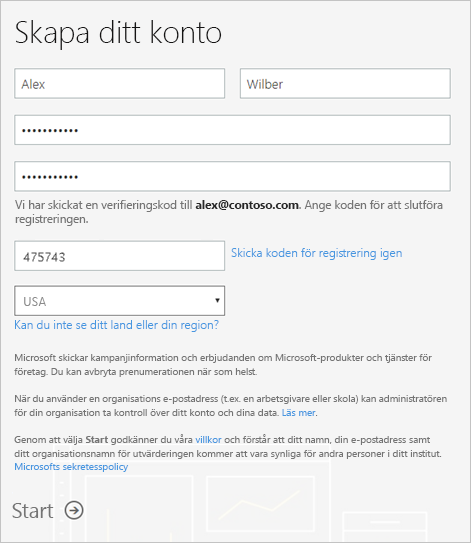 Skapa ditt konto
Alex
Wilber
•••••••••••
•••••••••••
Vi har skickat en verifieringskod till alex@contoso.com. Ange koden för att slutföra
registreringen.
475743
Skicka koden för registrering igen
USA
Kan du inte se ditt land eller din region?
Microsoft skickar kampanjinformation och erbjudanden om Microsoft-produkter och tjänster för
företag. Du kan avbryta prenumerationen när som helst.
När du använder en organisations e-postadress (t.ex. en arbetsgivare eller skola) kan administratören
för din organisation ta kontroll över ditt konto och dina data. Läs mer.
Genom att välja Start godkänner du våra villkor och förstår att ditt namn, din e-postadress samt
ditt organisationsnamn för utvärderingen kommer att vara synliga för andra personer i ditt institut.
Microsofts sekretesspolicy
Start